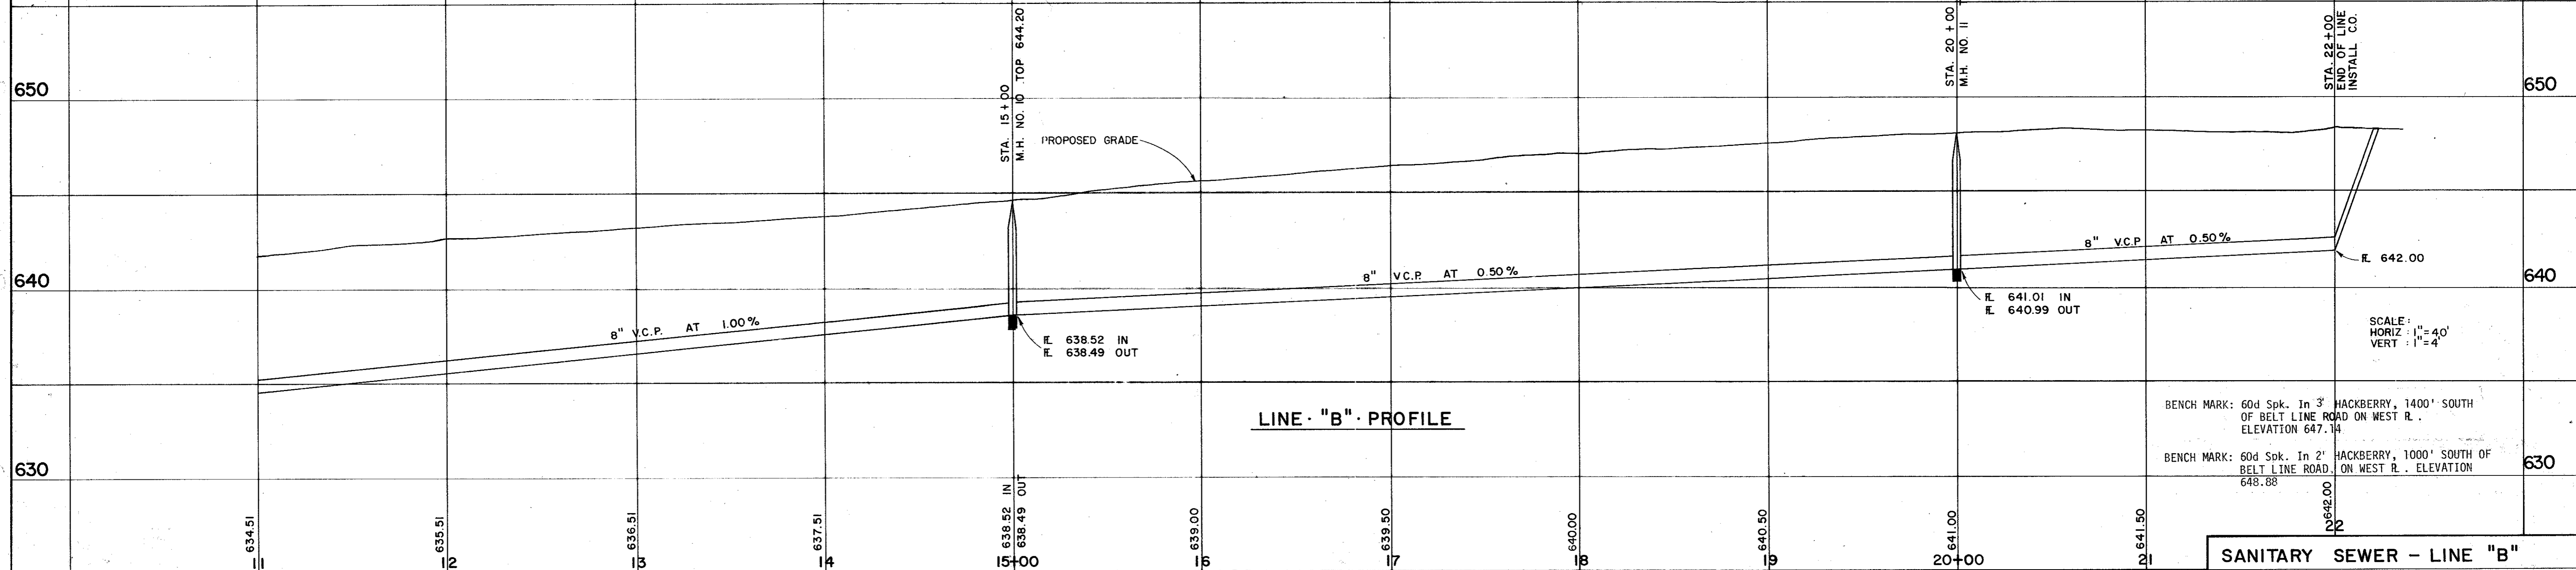 STA. 15+00
M.H. NO. 10 TOP 644.20
STA. 20+00
M.H. NO. 11
STA. 22+00
END OF LINE
INSTALL C.O.
650
650
PROPOSED GRADE
640
640
8" V.C.P. AT 1.00%
8" V.C.P. AT 0.50%
8" V.C.P AT 0.50%
FL 638.52 IN
FL 638.49 OUT
FL 641.01 IN
FL 640.99 OUT
FL 642.00
SCALE:
HORIZ : 1"=40'
VERT : 1"=4'
LINE "B" PROFILE
BENCH MARK: 60d Spk. In 3' HACKBERRY, 1400' SOUTH
OF BELT LINE ROAD ON WEST PL.
ELEVATION 647.14
BENCH MARK: 60d Spk. In 2' HACKBERRY, 1000' SOUTH OF
BELT LINE ROAD, ON WEST PL. ELEVATION
648.88
630
630
634.51
635.51
636.51
637.51
638.52 IN
638.49 OUT
639.00
639.50
640.00
640.50
641.00
641.50
642.00
11
12
13
14
15+00
16
17
18
19
20+00
21
22
SANITARY SEWER - LINE "B"